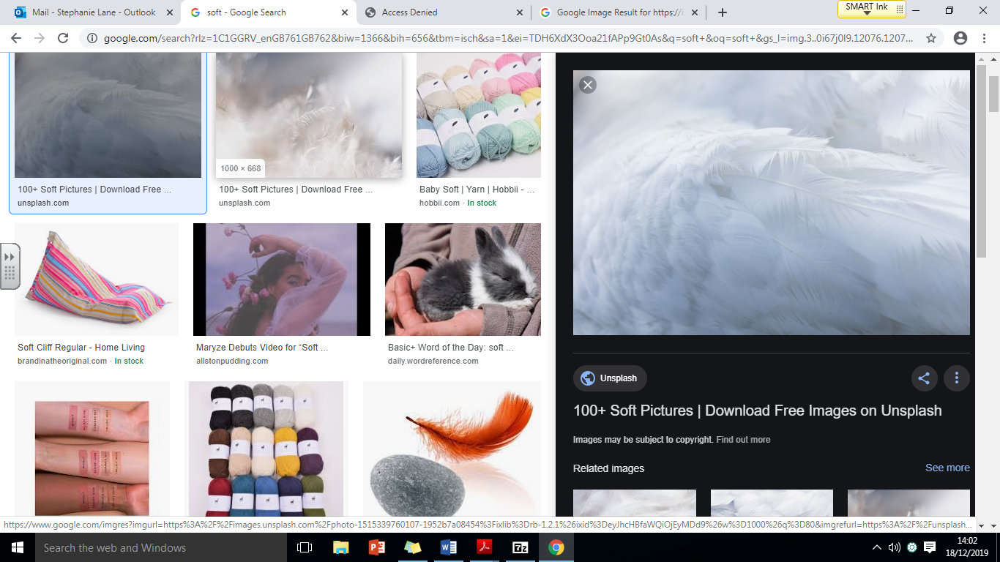 Mail - Stephanie Lane - Outlook
soft - Google Search
Access Denied
Google Image Result for https://i
SMART Ink
google.com/search?rlz=1C1GGRV_enGB761GB762&biw=1366&bih=656&tbm=isch&sa=1&ei=TDH6XdX3Ooa21fAPp9Gt0As&q=soft+&oq=soft+&gs_l=img.3..0i67j0l9.12076.1207...
1000 × 668
100+ Soft Pictures | Download Free ...
unsplash.com
100+ Soft Pictures | Download Free ...
unsplash.com
Baby Soft | Yarn | Hobbii - ...
hobbii.com · In stock
Soft Cliff Regular - Home Living
brandinatheoriginal.com · In stock
Maryze Debuts Video for “Soft ...
allstonpudding.com
Basic+ Word of the Day: soft ...
daily.wordreference.com
Unsplash
100+ Soft Pictures | Download Free Images on Unsplash
Images may be subject to copyright. Find out more
Related images
See more
https://www.google.com/imgres?imgurl=https%3A%2F%2Fimages.unsplash.com%2Fphoto-1515339760107-1952b7a08454%3Fixlib%3Drb-1.2.1%26ixid%3DeyJhcHBfaWQiOjEyMDd9%26w%3D1000%26q%3D80&imgrefurl=https%3A%2F%2Funsplash...
Search the web and Windows
14:02
18/12/2019